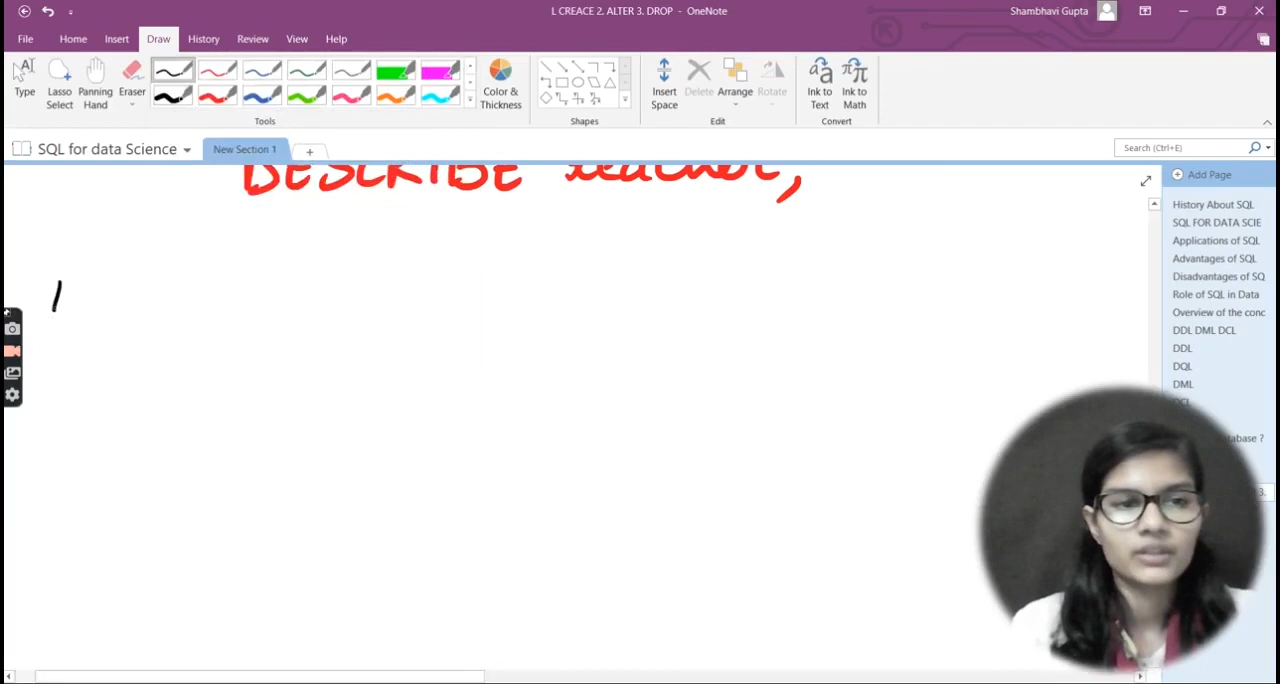 L CREACE 2. ALTER 3. DROP - OneNote
Shambhavi Gupta
File Home Insert Draw History Review View Help
Type
Lasso Select
Panning Hand
Eraser
Color & Thickness
Insert Space
Delete
Arrange
Rotate
Ink to Text
Ink to Math
Tools
Shapes
Edit
Convert
SQL for data Science
New Section 1
Search (Ctrl+E)
Add Page
DESCRIBE teacher;
History About SQL
SQL FOR DATA SCIE
Applications of SQL
Advantages of SQL
Disadvantages of SQ
Role of SQL in Data
Overview of the conc
DDL DML DCL
DDL
DQL
DML
DCL
tabase ?
3.